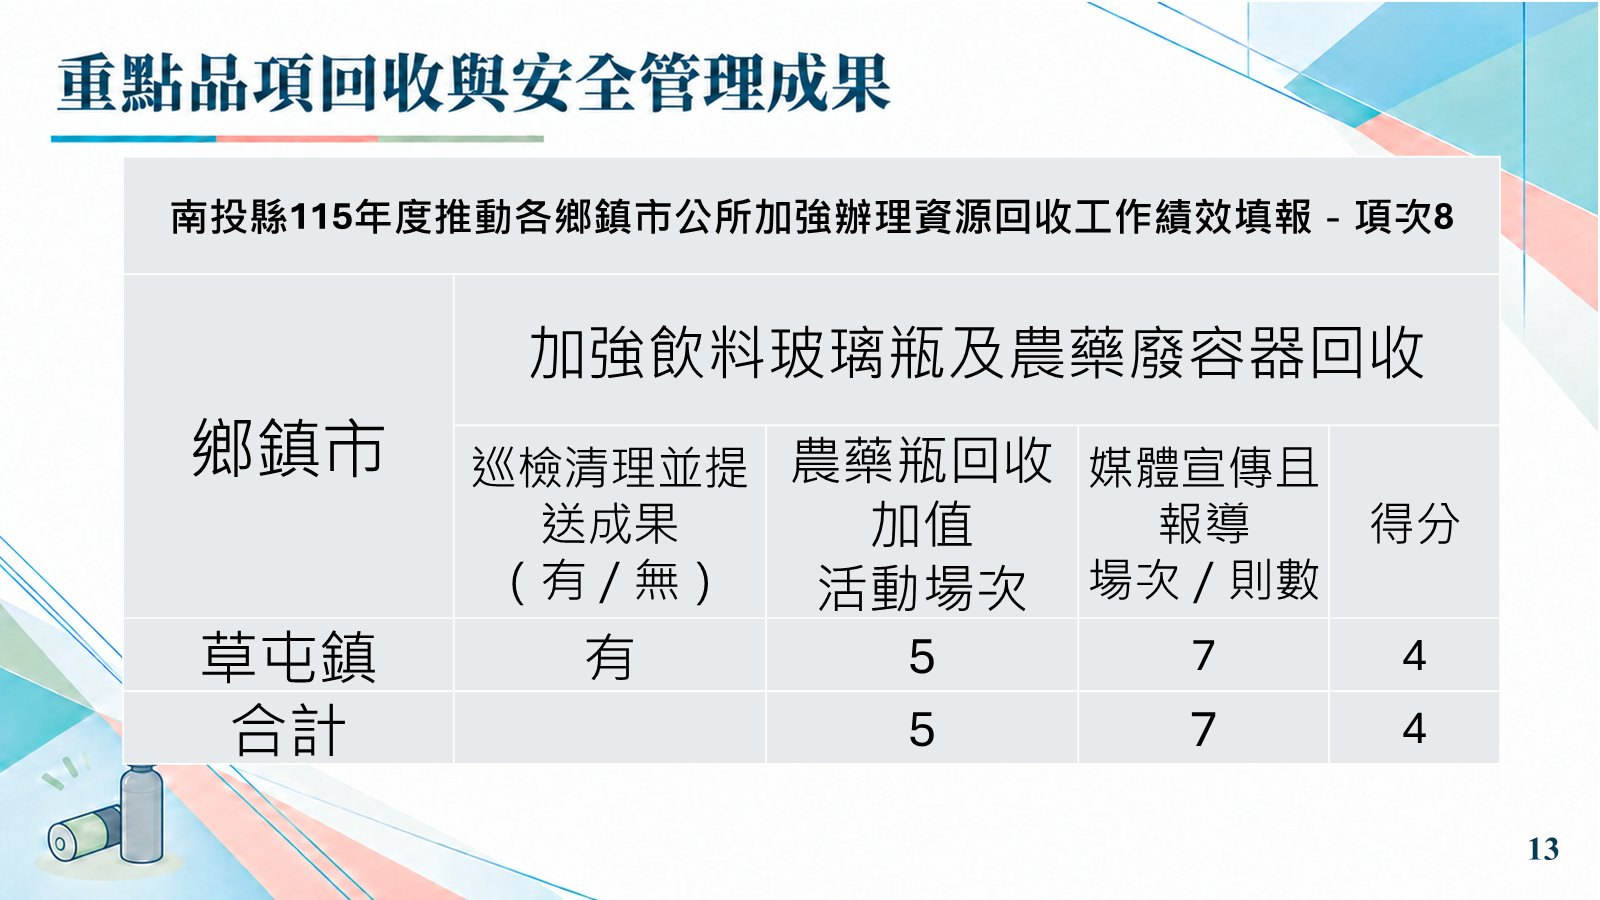 重點品項回收與安全管理成果
南投縣115年度推動各鄉鎮市公所加強辦理資源回收工作績效填報－項次8
鄉鎮市
加強飲料玻璃瓶及農藥廢容器回收
巡檢清理並提
送成果
（有／無）
農藥瓶回收
加值
活動場次
媒體宣傳且
報導
場次／則數
得分
草屯鎮 有 5 7 4
合計 5 7 4
13